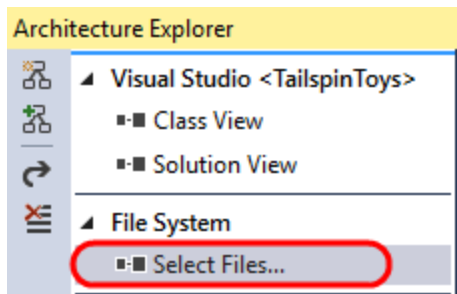 Architecture Explorer
Visual Studio <TailspinToys>
Class View
Solution View
File System
Select Files...